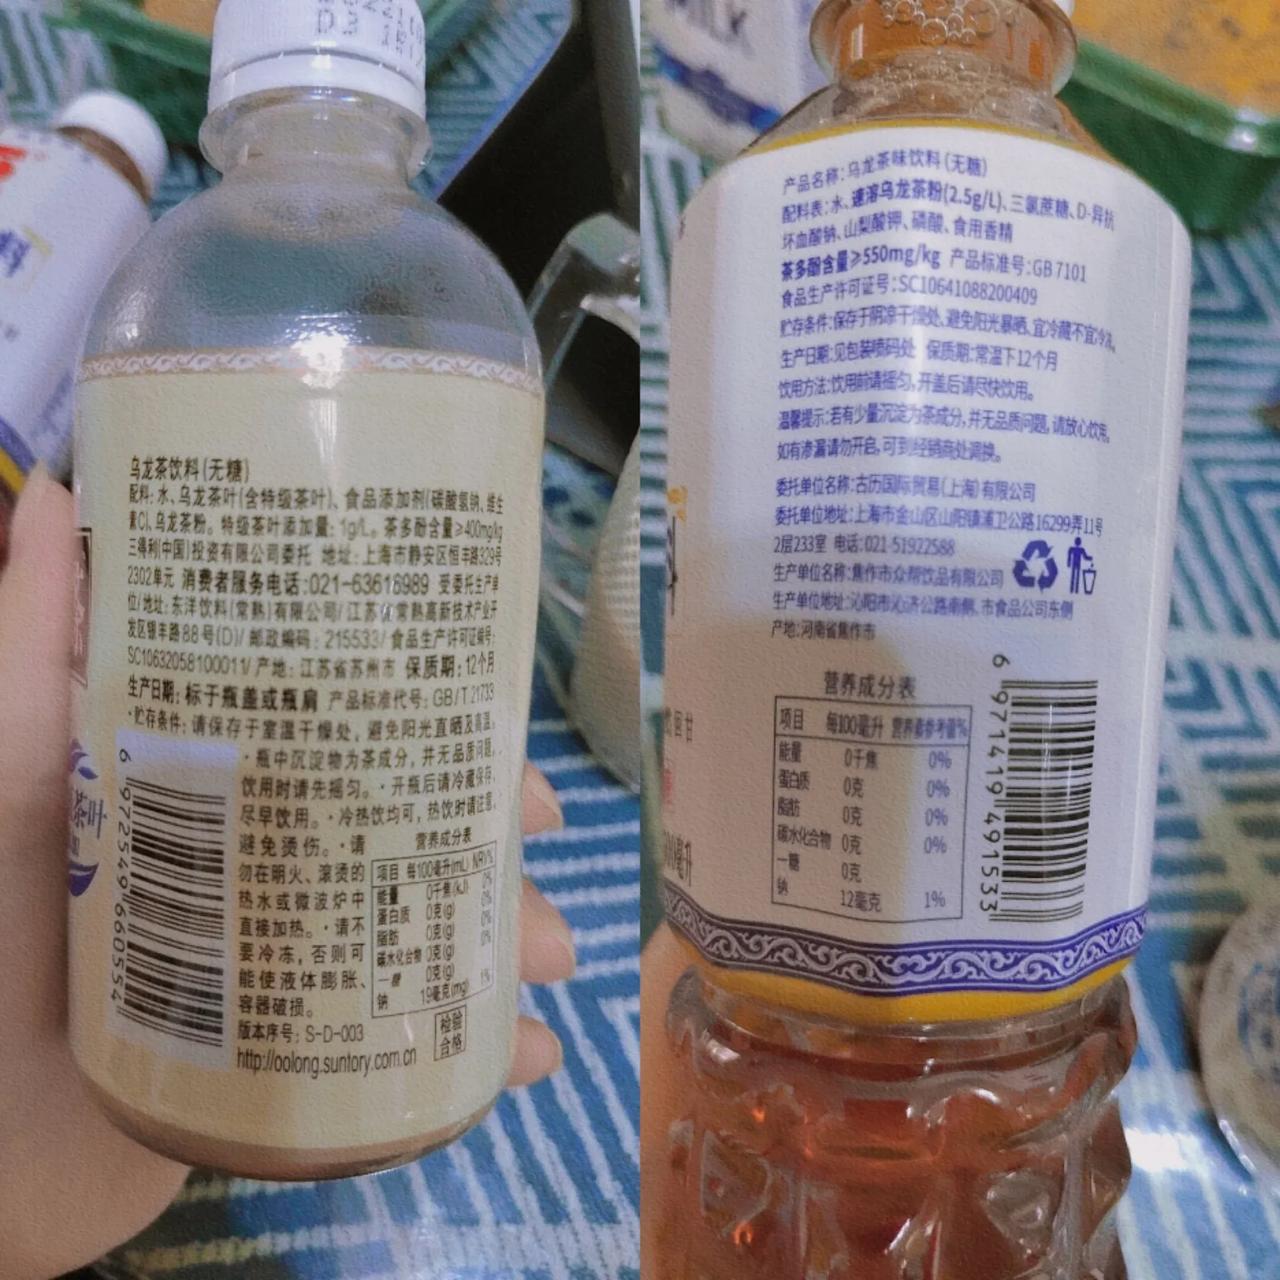 乌龙茶饮料(无糖)
配料: 水、乌龙茶叶(含特级茶叶)、食品添加剂(碳酸氢钠、维生
素C)、乌龙茶粉。特级茶叶添加量: 1g/L。茶多酚含量≥400mg/kg
三得利(中国)投资有限公司委托 地址: 上海市静安区恒丰路329号
2302单元 消费者服务电话:021-63616989 受委托生产单
位/地址: 东洋饮料(常熟)有限公司/江苏省常熟高新技术产业开
发区银丰路88号(D)/ 邮政编码: 215533/ 食品生产许可证编号:
SC10632058100011/ 产地: 江苏省苏州市 保质期: 12个月
生产日期: 标于瓶盖或瓶肩 产品标准代号: GB/T 21733
·贮存条件: 请保存于室温干燥处, 避免阳光直晒及高温。
·瓶中沉淀物为茶成分, 并无品质问题,
饮用时请先摇匀。·开瓶后请冷藏保存,
尽早饮用。·冷热饮均可, 热饮时请注意,
避免烫伤。·请
勿在明火、滚烫的
热水或微波炉中
直接加热。·请不
要冷冻, 否则可
能使液体膨胀、
容器破损。
版本序号: S-D-003
http://oolong.suntory.com.cn
营养成分表
项目 每100毫升(mL) NRV%
能量 0千焦(kJ) 0%
蛋白质 0克(g) 0%
脂肪 0克(g) 0%
碳水化合物 0克(g) 0%
-糖 0克(g)
钠 19毫克(mg) 1%
检验
合格
6 972549 660554
茶叶
料
MILK
产品名称: 乌龙茶味饮料(无糖)
配料表: 水、速溶乌龙茶粉(2.5g/L)、三氯蔗糖、D-异抗
坏血酸钠、山梨酸钾、磷酸、食用香精
茶多酚含量≥550mg/kg 产品标准号: GB 7101
食品生产许可证号: SC10641088200409
贮存条件: 保存于阴凉干燥处、避免阳光暴晒、宜冷藏不宜冷冻。
生产日期: 见包装喷码处 保质期: 常温下12个月
饮用方法: 饮用前请摇匀, 开盖后请尽快饮用。
温馨提示: 若有少量沉淀为茶成分, 并无品质问题, 请放心饮用。
如有渗漏请勿开启, 可到经销商处调换。
委托单位名称: 古历国际贸易(上海)有限公司
委托单位地址: 上海市金山区山阳镇浦卫公路16299弄11号
2层233室 电话: 021-51922588
生产单位名称: 焦作市众帮饮品有限公司
生产单位地址: 沁阳市沁济公路南侧、市食品公司东侧
产地: 河南省焦作市
营养成分表
项目 每100毫升 营养素参考值%
能量 0千焦 0%
蛋白质 0克 0%
脂肪 0克 0%
碳水化合物 0克 0%
一糖 0克
钠 12毫克 1%
6 971419 491533
回甘
毫升